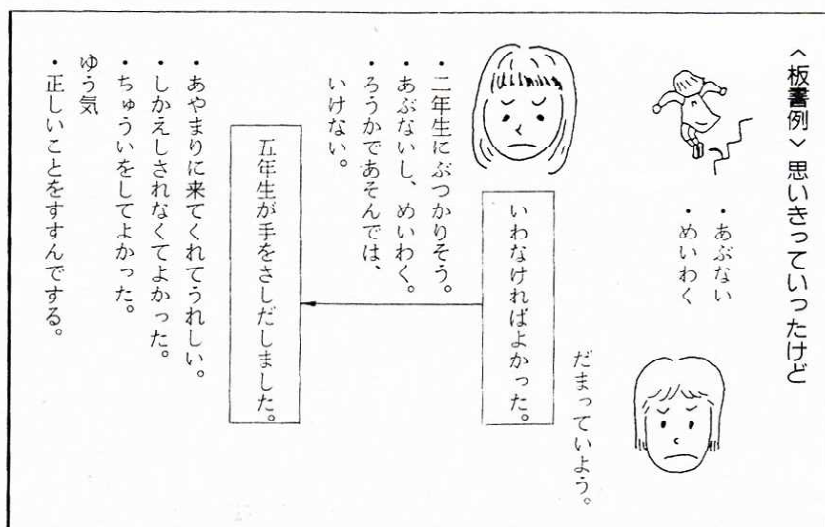 〈板書例〉思いきっていったけど
・あぶない
・めいわく
だまっていよう。
いわなければよかった。
・二年生にぶつかりそう。
・あぶないし、めいわく。
・ろうかであそんでは、
いけない。
五年生が手をさしだしました。
・あやまりに来てくれてうれしい。
・しかえしされなくてよかった。
・ちゅういをしてよかった。
ゆう気
・正しいことをすすんでする。